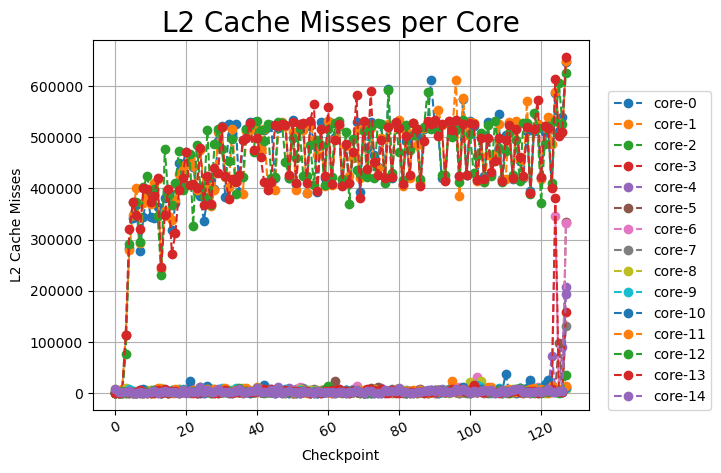 L2 Cache Misses per Core
L2 Cache Misses
600000
500000
400000
300000
200000
100000
0
0
20
40
60
80
100
120
Checkpoint
core-0
core-1
core-2
core-3
core-4
core-5
core-6
core-7
core-8
core-9
core-10
core-11
core-12
core-13
core-14